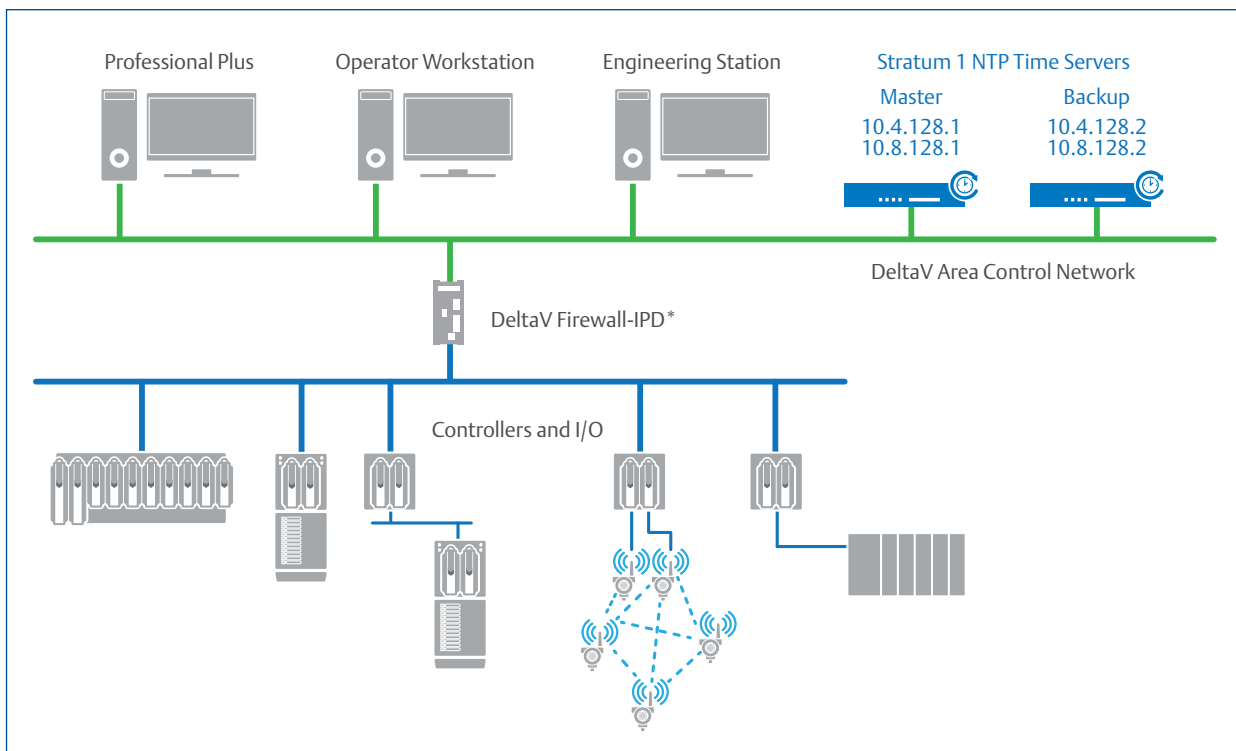 Professional Plus
Operator Workstation
Engineering Station
Stratum 1 NTP Time Servers
Master
10.4.128.1
10.8.128.1
Backup
10.4.128.2
10.8.128.2
DeltaV Area Control Network
DeltaV Firewall-IPD*
Controllers and I/O